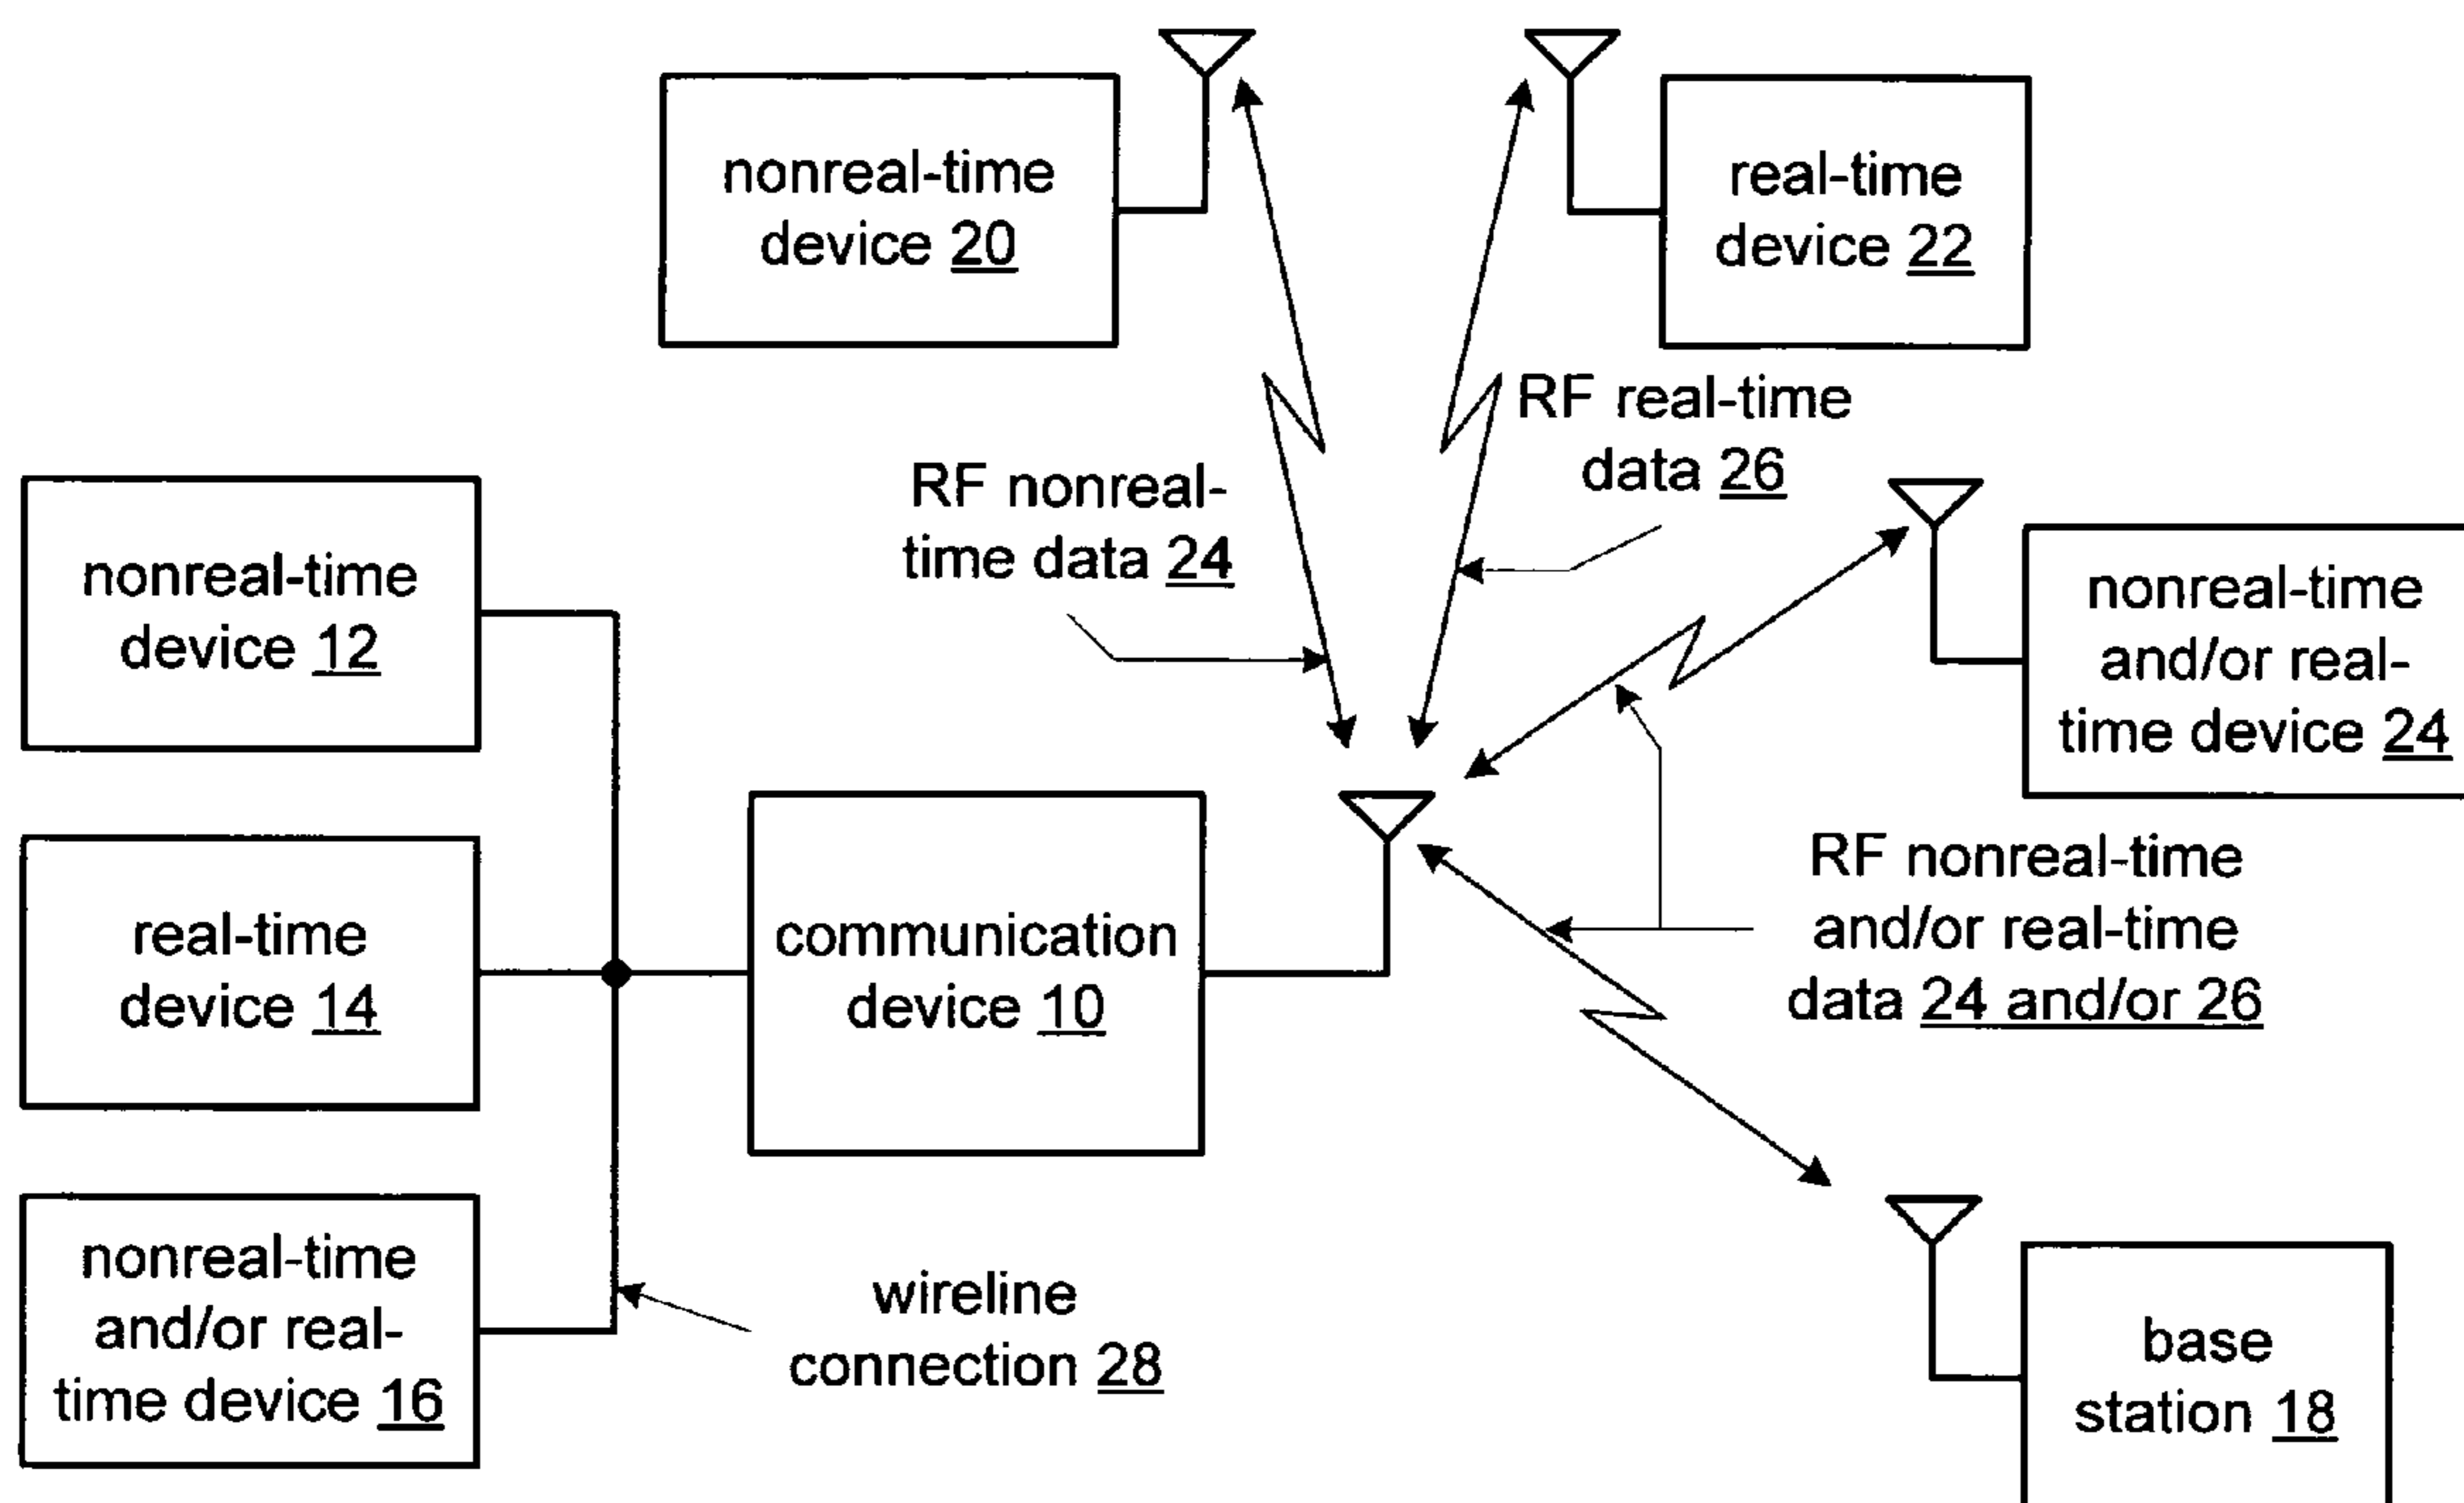 nonreal-time
device 20
real-time
device 22
RF real-time
data 26
RF nonreal-
time data 24
nonreal-time
device 12
nonreal-time
and/or real-
time device 24
real-time
device 14
communication
device 10
RF nonreal-time
and/or real-time
data 24 and/or 26
nonreal-time
and/or real-
time device 16
wireline
connection 28
base
station 18